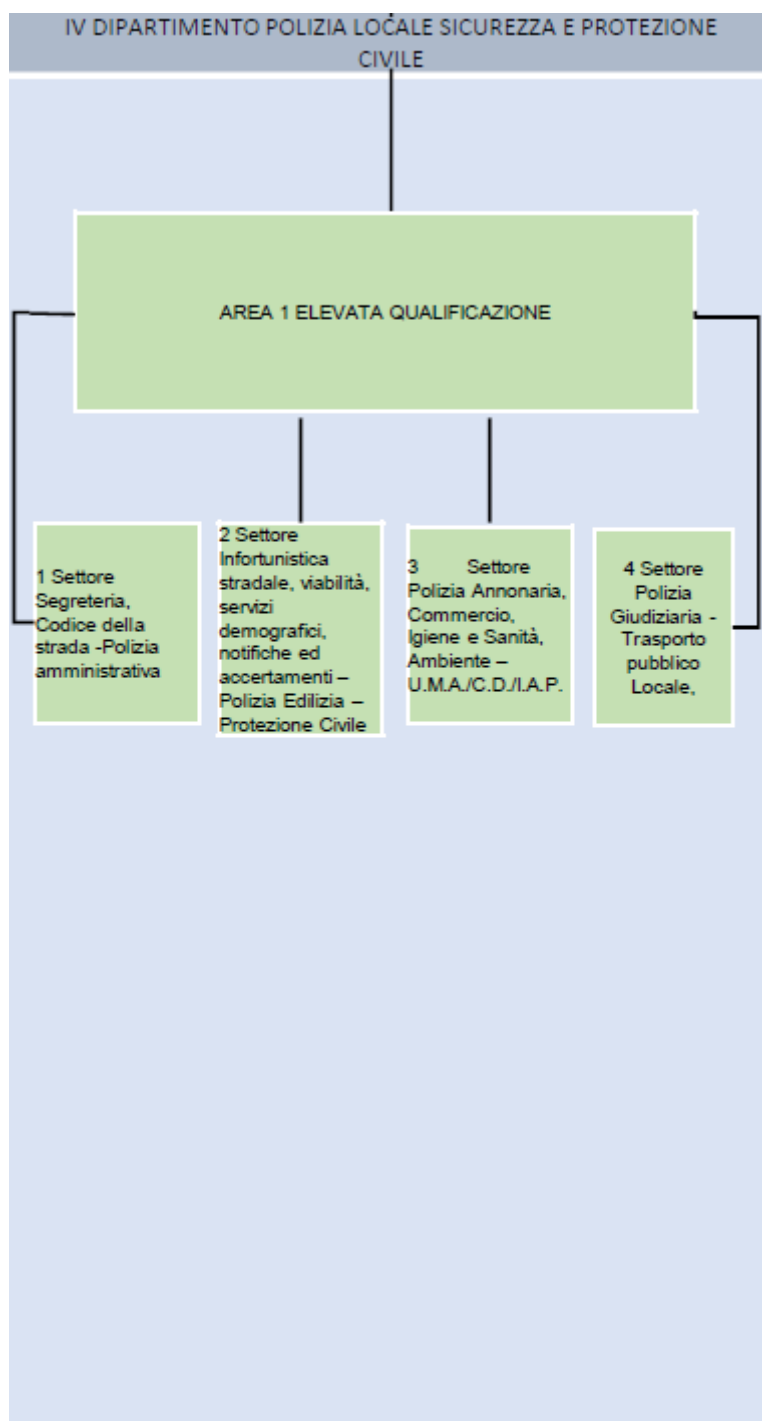 IV DIPARTIMENTO POLIZIA LOCALE SICUREZZA E PROTEZIONE
CIVILE
AREA 1 ELEVATA QUALIFICAZIONE
1 Settore
Segreteria,
Codice della
strada -Polizia
amministrativa
2 Settore
Infortunistica
stradale, viabilità,
servizi
demografici,
notifiche ed
accertamenti –
Polizia Edilizia –
Protezione Civile
3 Settore
Polizia Annonaria,
Commercio,
Igiene e Sanità,
Ambiente –
U.M.A./C.D./I.A.P.
4 Settore
Polizia
Giudiziaria -
Trasporto
pubblico
Locale,